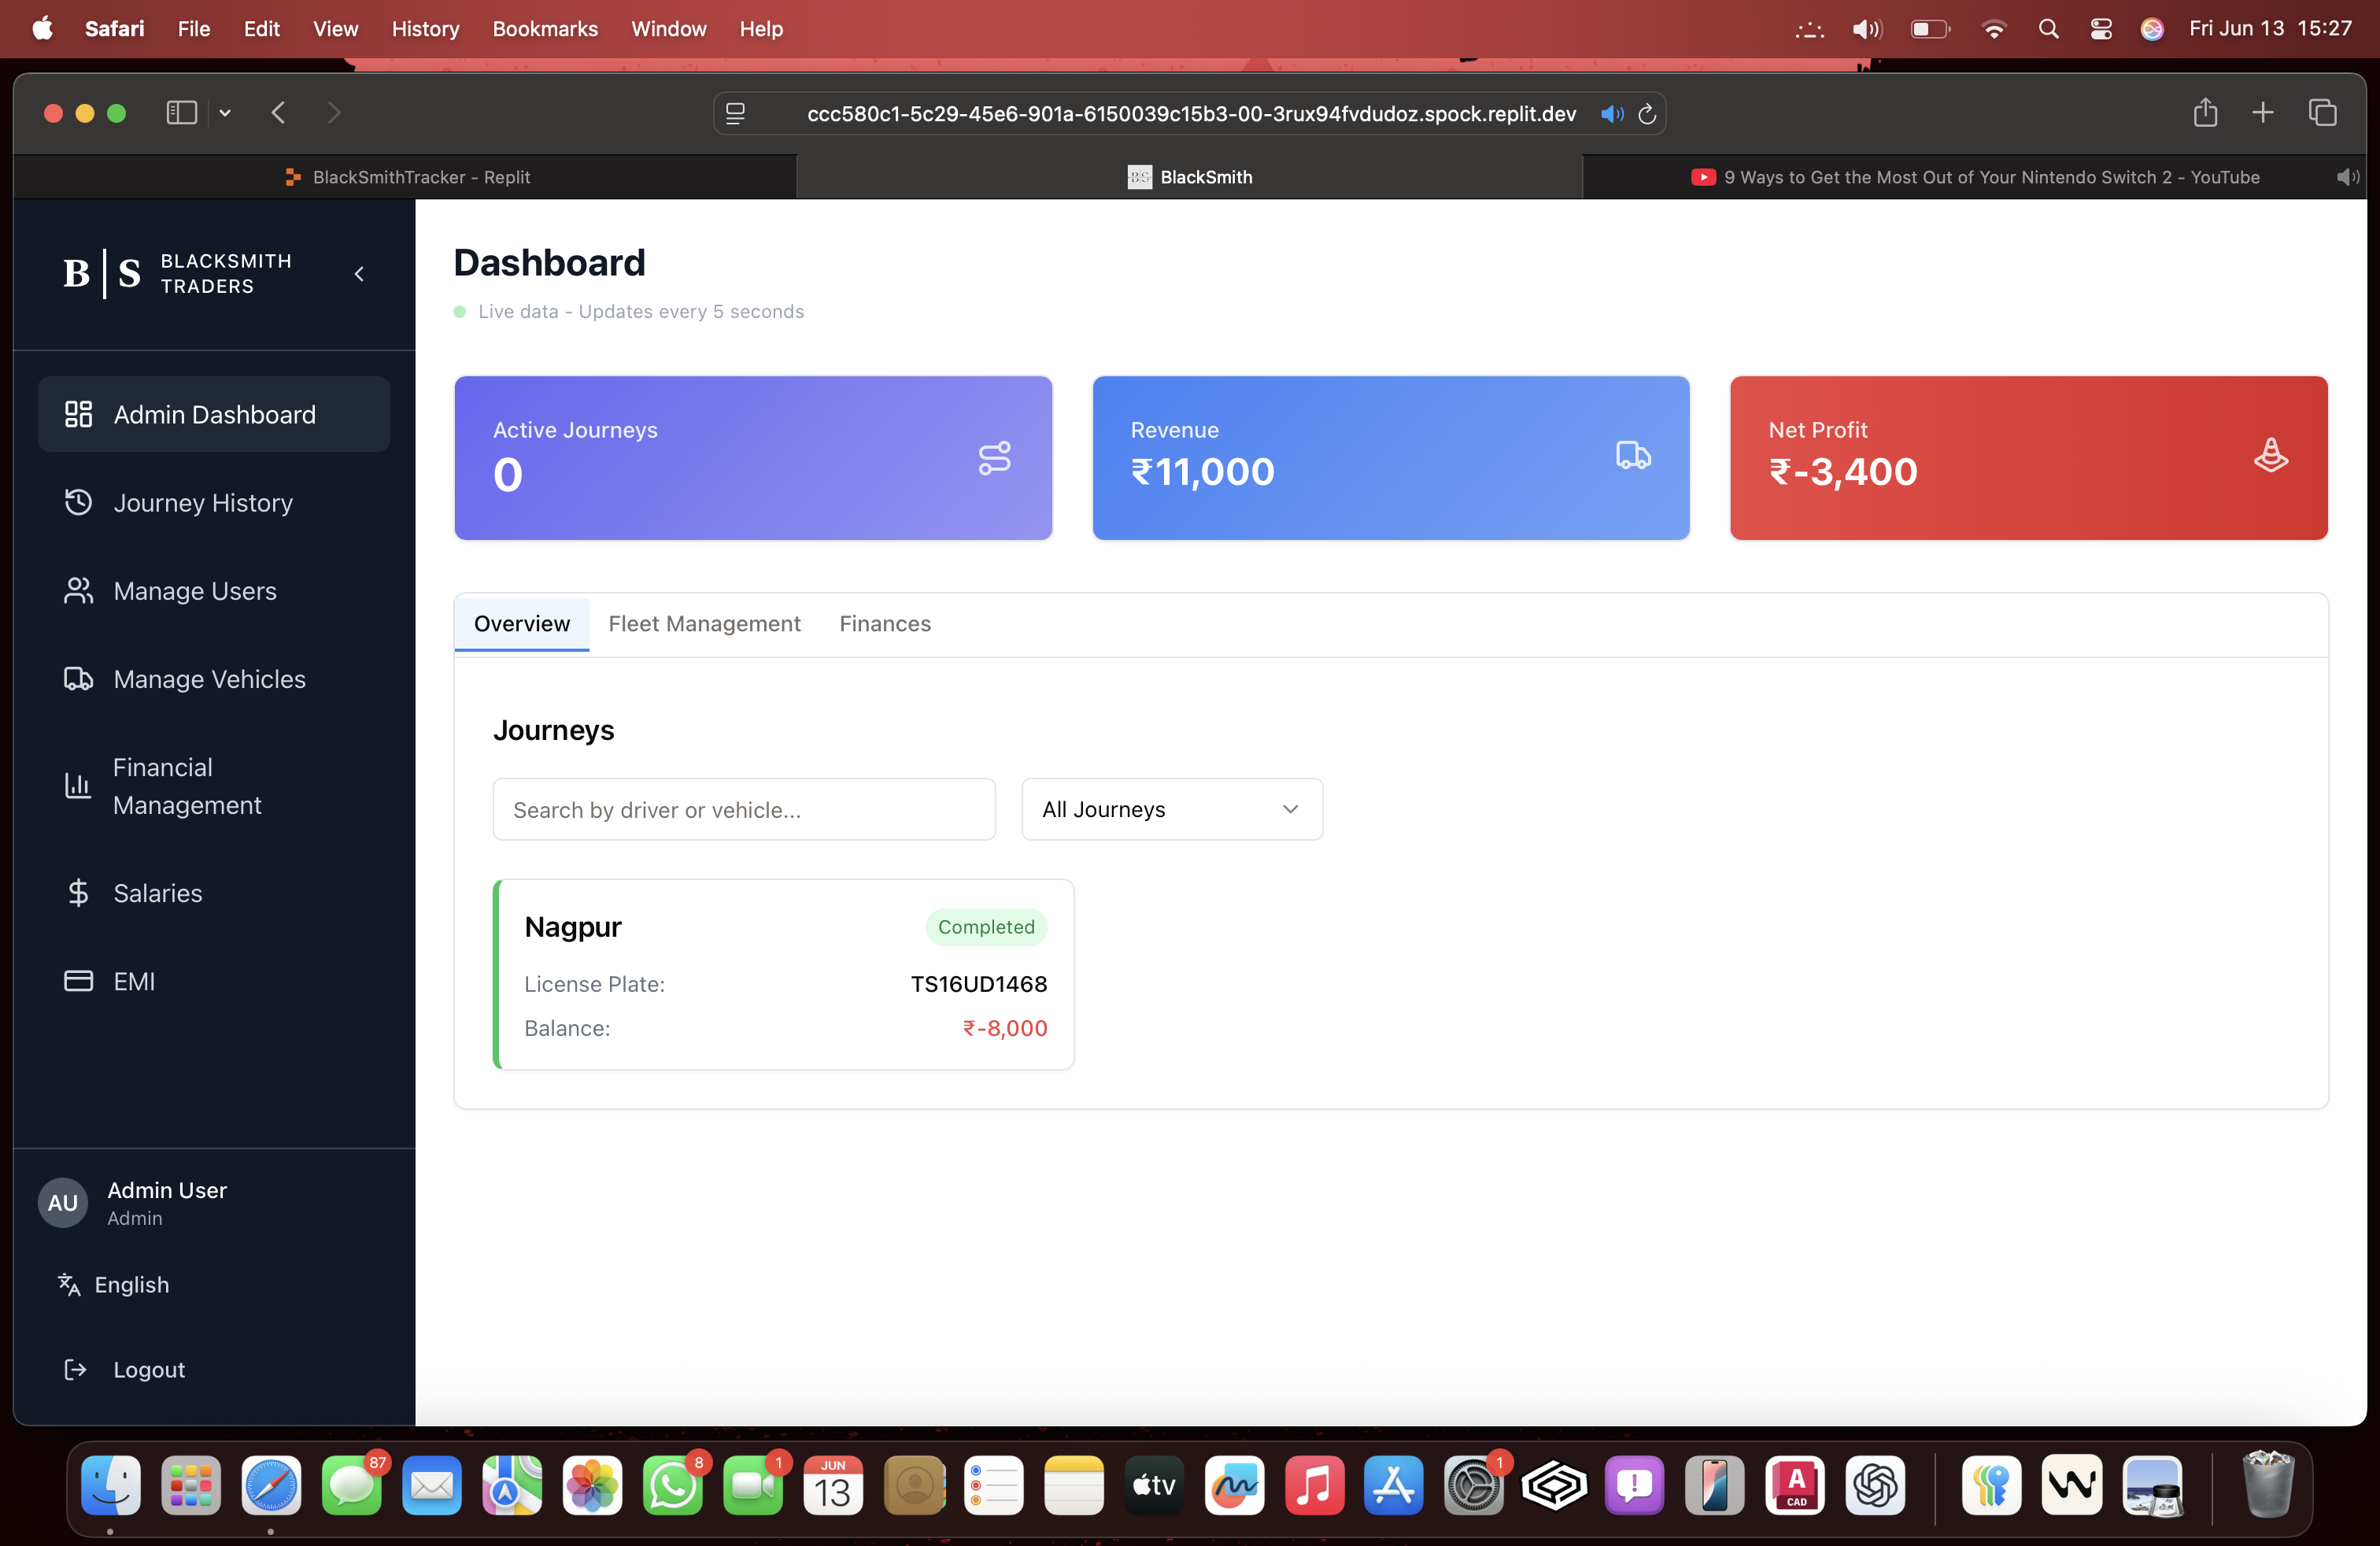 Safari File Edit View History Bookmarks Window Help Fri Jun 13 15:27
ccc580c1-5c29-45e6-901a-6150039c15b3-00-3rux94fvdudoz.spock.replit.dev
BlackSmithTracker - Replit
B|S BlackSmith
9 Ways to Get the Most Out of Your Nintendo Switch 2 - YouTube
B|S
BLACKSMITH
TRADERS
Admin Dashboard
Journey History
Manage Users
Manage Vehicles
Financial
Management
Salaries
EMI
AU
Admin User
Admin
English
Logout
Dashboard
Live data - Updates every 5 seconds
Active Journeys
0
Revenue
₹11,000
Net Profit
₹-3,400
Overview Fleet Management Finances
Journeys
Search by driver or vehicle...
All Journeys
Nagpur
Completed
License Plate: TS16UD1468
Balance: ₹-8,000
87
8
1
JUN
13
tv
1
A
CAD